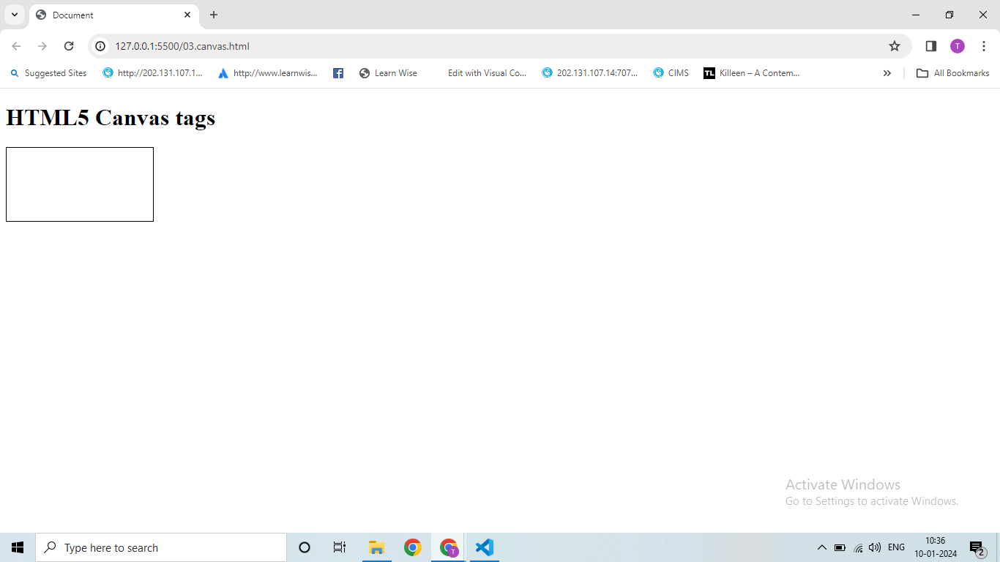 Document
127.0.0.1:5500/03.canvas.html
T
Suggested Sites
http://202.131.107.1...
http://www.learnwis...
Learn Wise
Edit with Visual Co...
202.131.107.14:707...
CIMS
TL
Killeen – A Contem...
All Bookmarks
HTML5 Canvas tags
Activate Windows
Go to Settings to activate Windows.
Type here to search
T
ENG
10:36
10-01-2024
2